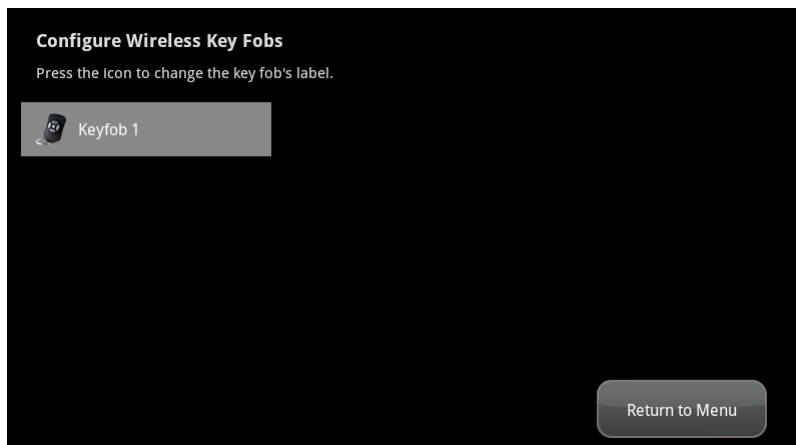 Configure Wireless Key Fobs
Press the icon to change the key fob's label.
Keyfob 1
Return to Menu